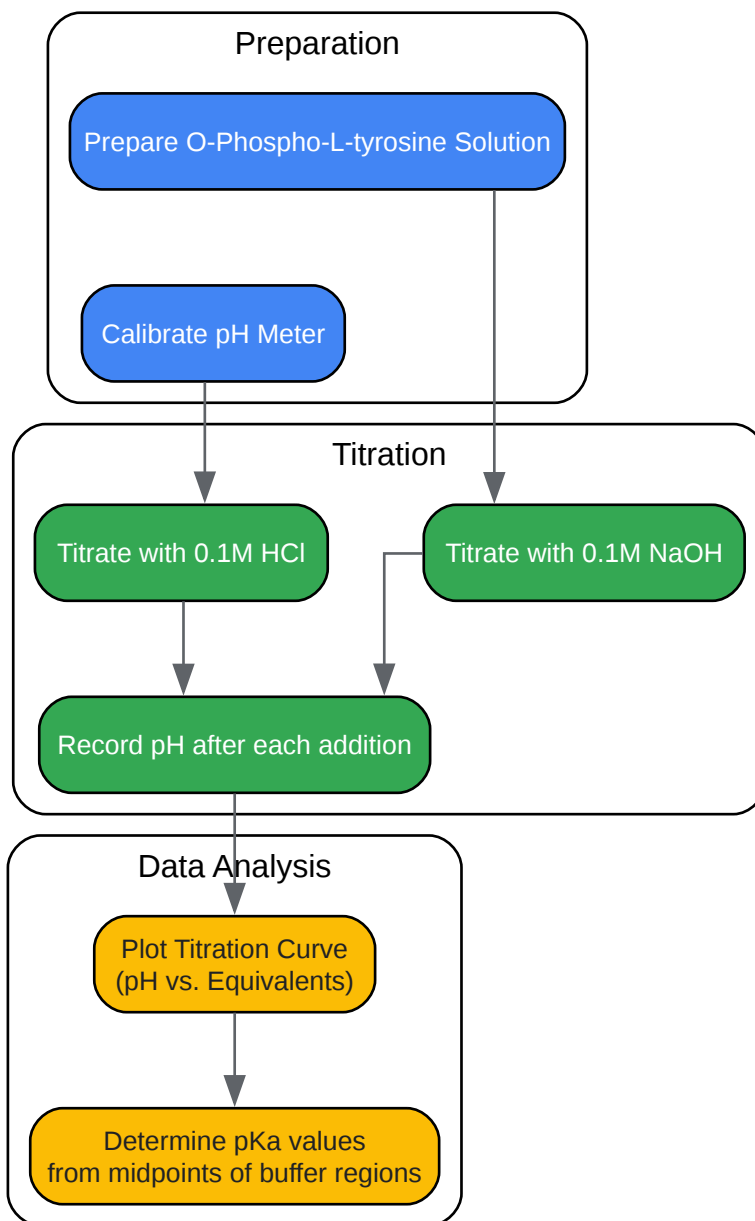 Preparation
Prepare O-Phospho-L-tyrosine Solution
Calibrate pH Meter
Titration
Titrate with 0.1M HCl
Titrate with 0.1M NaOH
Record pH after each addition
Data Analysis
Plot Titration Curve
(pH vs. Equivalents)
Determine pKa values
from midpoints of buffer regions